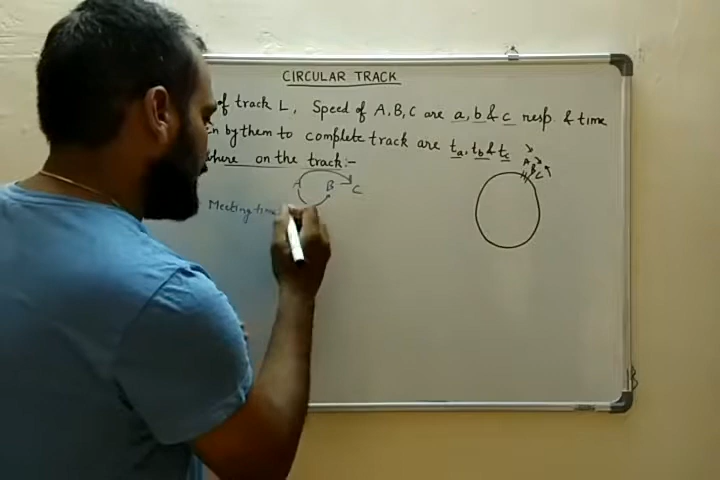 CIRCULAR TRACK
of track L, Speed of A, B, C are a, b & c resp. & time
by them to complete track are ta, tb & tc
where on the track:-
B C
Meeting time
A B C